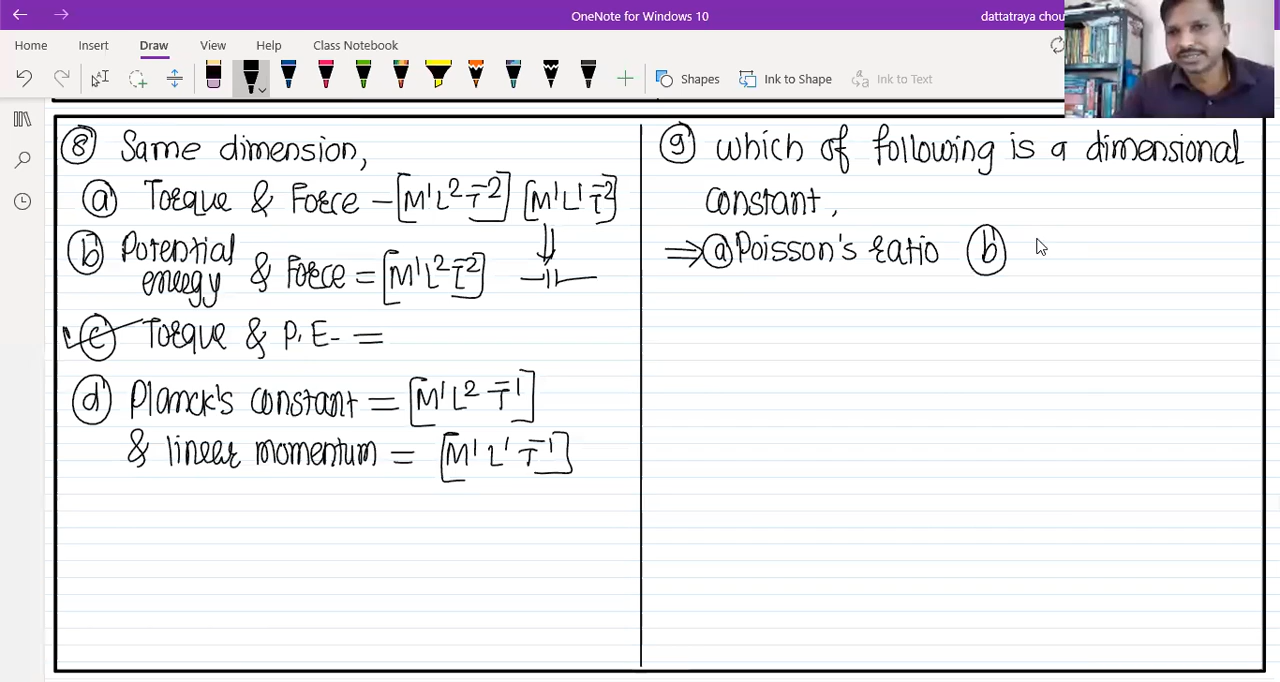 OneNote for Windows 10
dattatraya chou
Home Insert Draw View Help Class Notebook
Shapes Ink to Shape Ink to Text
⑧ Same dimension,
ⓐ Torque & Force – [M¹L²T⁻²] [M¹L¹T⁻²]
ⓑ Potential
energy & Force = [M¹L²T⁻²]
ⓒ Torque & P.E. =
ⓓ Planck's constant = [M¹L²T⁻¹]
& linear momentum = [M¹L¹T⁻¹]
⑨ which of following is a dimensional
constant,
⇒ ⓐ Poisson's ratio ⓑ